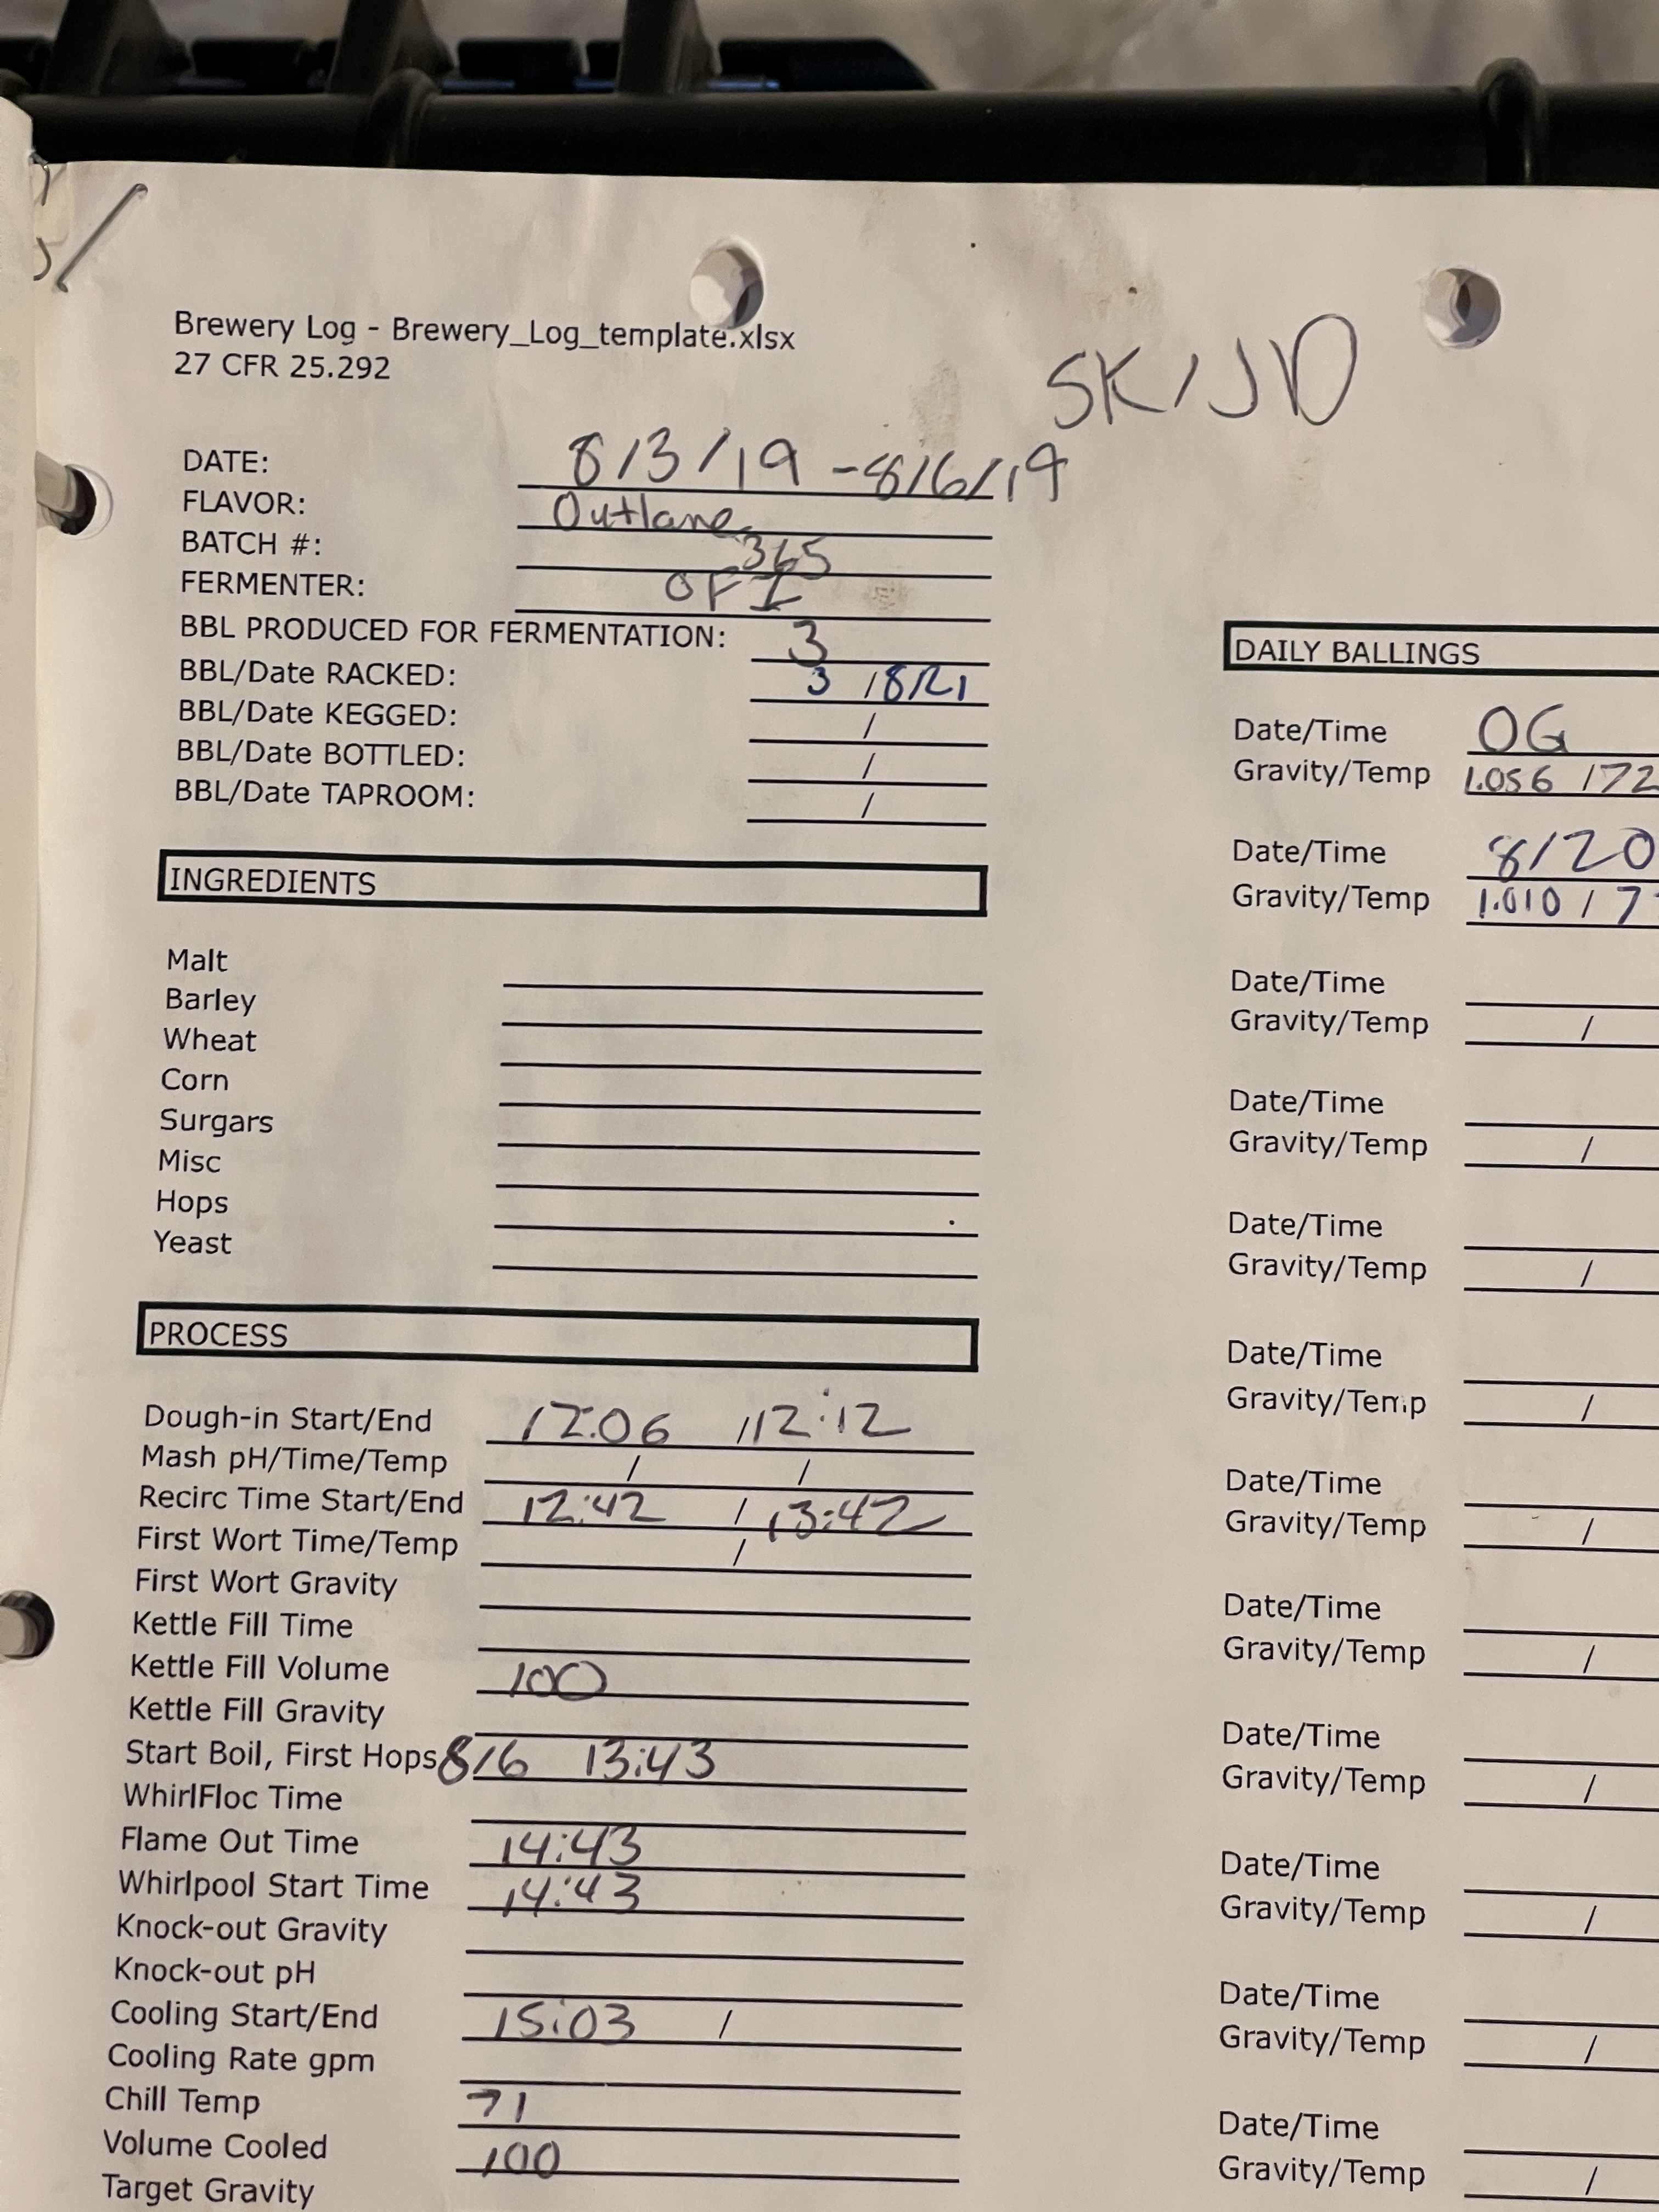 Brewery Log - Brewery_Log_template.xlsx
27 CFR 25.292
SK/JD
DATE: 8/3/19 - 8/6/19
FLAVOR: Outlane
BATCH #: 365
FERMENTER: OF1
BBL PRODUCED FOR FERMENTATION: 3
BBL/Date RACKED: 3 / 8/21
BBL/Date KEGGED: /
BBL/Date BOTTLED: /
BBL/Date TAPROOM: /
INGREDIENTS
Malt
Barley
Wheat
Corn
Surgars
Misc
Hops
Yeast
PROCESS
Dough-in Start/End 12:06 / 12:12
Mash pH/Time/Temp / /
Recirc Time Start/End 12:42 / 13:42
First Wort Time/Temp /
First Wort Gravity
Kettle Fill Time
Kettle Fill Volume 100
Kettle Fill Gravity
Start Boil, First Hops 8/6 13:43
WhirlFloc Time
Flame Out Time 14:43
Whirlpool Start Time 14:43
Knock-out Gravity
Knock-out pH
Cooling Start/End 15:03 /
Cooling Rate gpm
Chill Temp 71
Volume Cooled 100
Target Gravity
DAILY BALLINGS
Date/Time OG
Gravity/Temp 1.056 / 72
Date/Time 8/20
Gravity/Temp 1.010 / 7
Date/Time
Gravity/Temp /
Date/Time
Gravity/Temp /
Date/Time
Gravity/Temp /
Date/Time
Gravity/Temp /
Date/Time
Gravity/Temp /
Date/Time
Gravity/Temp /
Date/Time
Gravity/Temp /
Date/Time
Gravity/Temp /
Date/Time
Gravity/Temp /
Date/Time
Gravity/Temp /